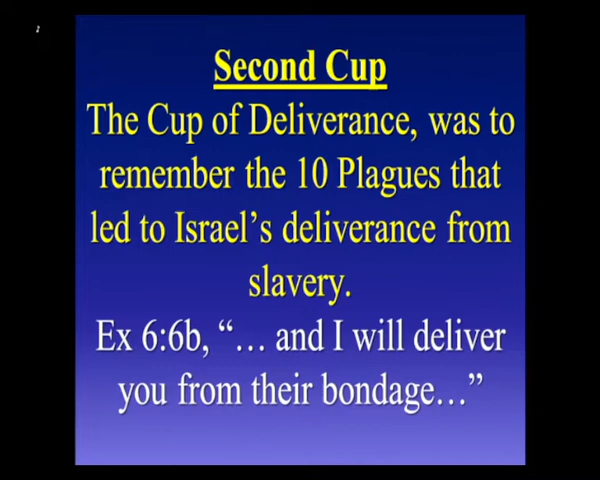 Second Cup
The Cup of Deliverance, was to
remember the 10 Plagues that
led to Israel’s deliverance from
slavery.
Ex 6:6b, “… and I will deliver
you from their bondage…”